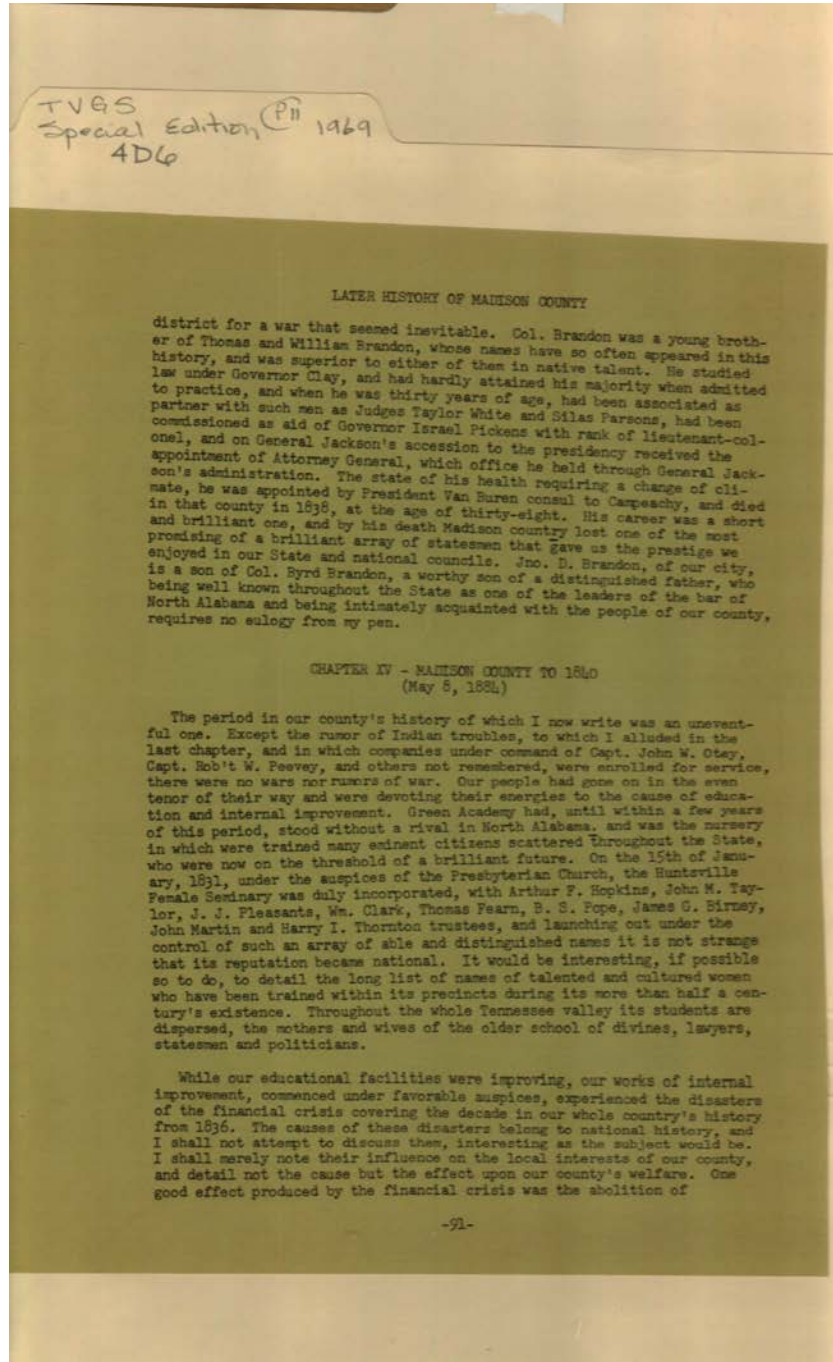 TVGS
Special Edition P11 1969
4D6
LATER HISTORY OF MADISON COUNTY
district for a war that seemed inevitable. Col. Brandon was a young broth-
er of Thomas and William Brandon, whose names have so often appeared in this
history, and was superior to either of them in native talent. He studied
law under Governor Clay, and had hardly attained his majority when admitted
to practice, and when he was thirty years of age, had been associated as
partner with such men as Judges Taylor White and Silas Parsons, had been
commissioned as aid of Governor Israel Pickens with rank of lieutenant-col-
onel, and on General Jackson's accession to the presidency received the
appointment of Attorney General, which office he held through General Jack-
son's administration. The state of his health requiring a change of cli-
mate, he was appointed by President Van Buren consul to Campeachy, and died
in that county in 1838, at the age of thirty-eight. His career was a short
and brilliant one, and by his death Madison country lost one of the most
promising of a brilliant array of statesmen that gave us the prestige we
enjoyed in our State and national councils. Jno. D. Brandon, of our city,
is a son of Col. Byrd Brandon, a worthy son of a distinguished father, who
being well known throughout the State as one of the leaders of the bar of
North Alabama and being intimately acquainted with the people of our county,
requires no eulogy from my pen.
CHAPTER XV - MADISON COUNTY TO 1840
(May 8, 1884)
The period in our county's history of which I now write was an unevent-
ful one. Except the rumor of Indian troubles, to which I alluded in the
last chapter, and in which companies under command of Capt. John W. Otey,
Capt. Rob't W. Peevey, and others not remembered, were enrolled for service,
there were no wars nor rumors of war. Our people had gone on in the even
tenor of their way and were devoting their energies to the cause of educa-
tion and internal improvement. Green Academy had, until within a few years
of this period, stood without a rival in North Alabama. and was the nursery
in which were trained many eminent citizens scattered throughout the State,
who were now on the threshold of a brilliant future. On the 15th of Janu-
ary, 1831, under the auspices of the Presbyterian Church, the Huntsville
Female Seminary was duly incorporated, with Arthur F. Hopkins, John M. Tay-
lor, J. J. Pleasants, Wm. Clark, Thomas Fearn, B. S. Pope, James G. Birney,
John Martin and Harry I. Thornton trustees, and launching out under the
control of such an array of able and distinguished names it is not strange
that its reputation became national. It would be interesting, if possible
so to do, to detail the long list of names of talented and cultured women
who have been trained within its precincts during its more than half a cen-
tury's existence. Throughout the whole Tennessee valley its students are
dispersed, the mothers and wives of the older school of divines, lawyers,
statesmen and politicians.
While our educational facilities were improving, our works of internal
improvement, commenced under favorable auspices, experienced the disasters
of the financial crisis covering the decade in our whole country's history
from 1836. The causes of these disasters belong to national history, and
I shall not attempt to discuss them, interesting as the subject would be.
I shall merely note their influence on the local interests of our county,
and detail not the cause but the effect upon our county's welfare. One
good effect produced by the financial crisis was the abolition of
-91-